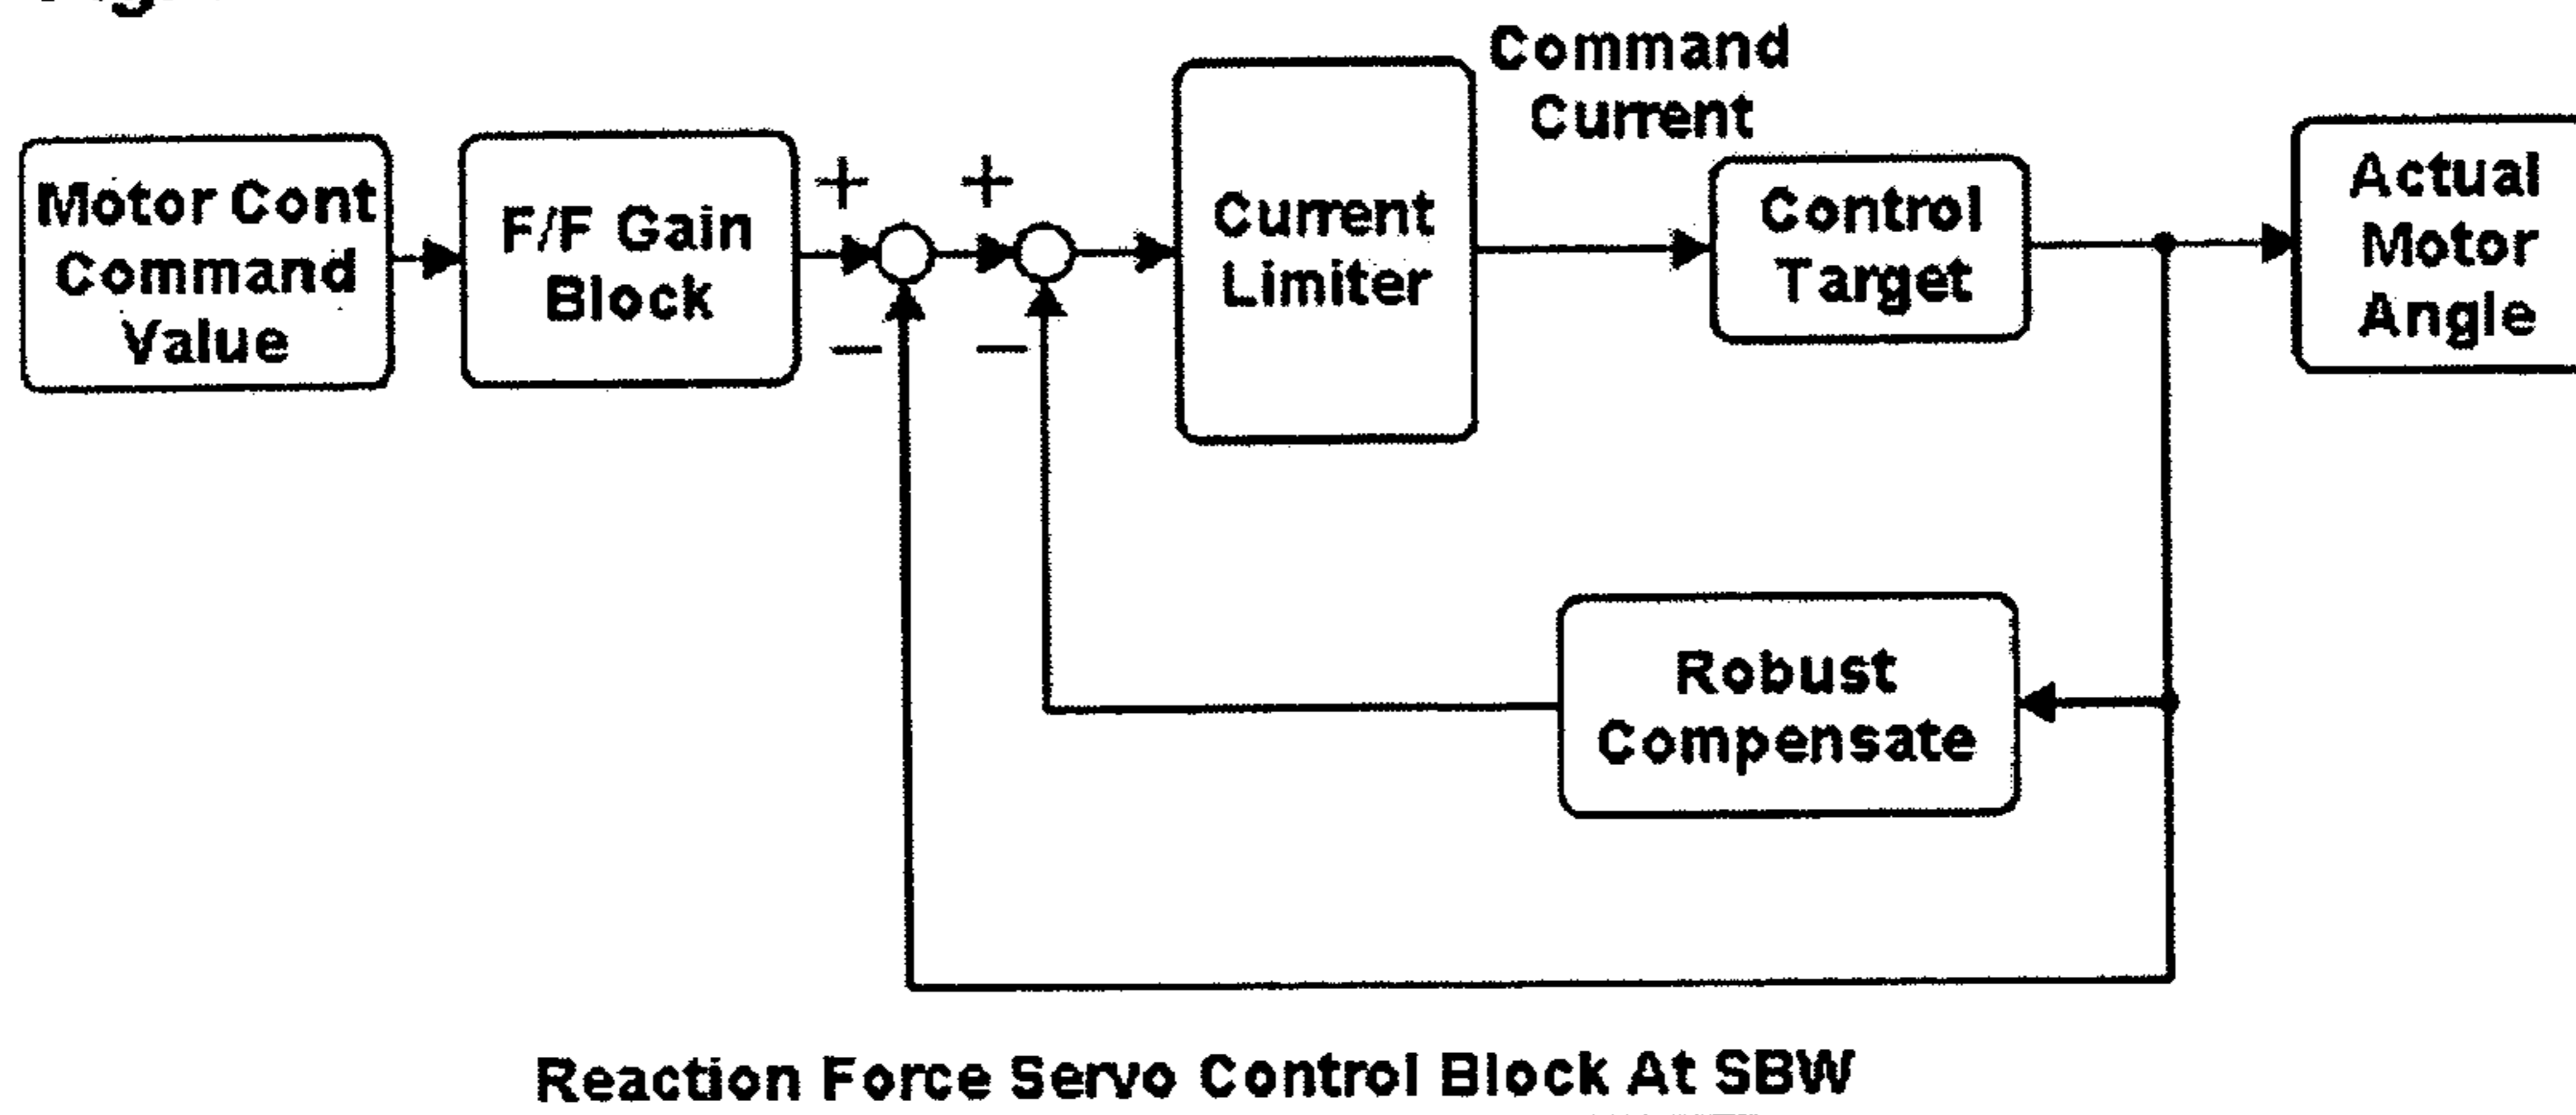 Command
Current
Motor Cont
Command
Value
F/F Gain
Block
+
+
−
−
Current
Limiter
Control
Target
Actual
Motor
Angle
Robust
Compensate
Reaction Force Servo Control Block At SBW